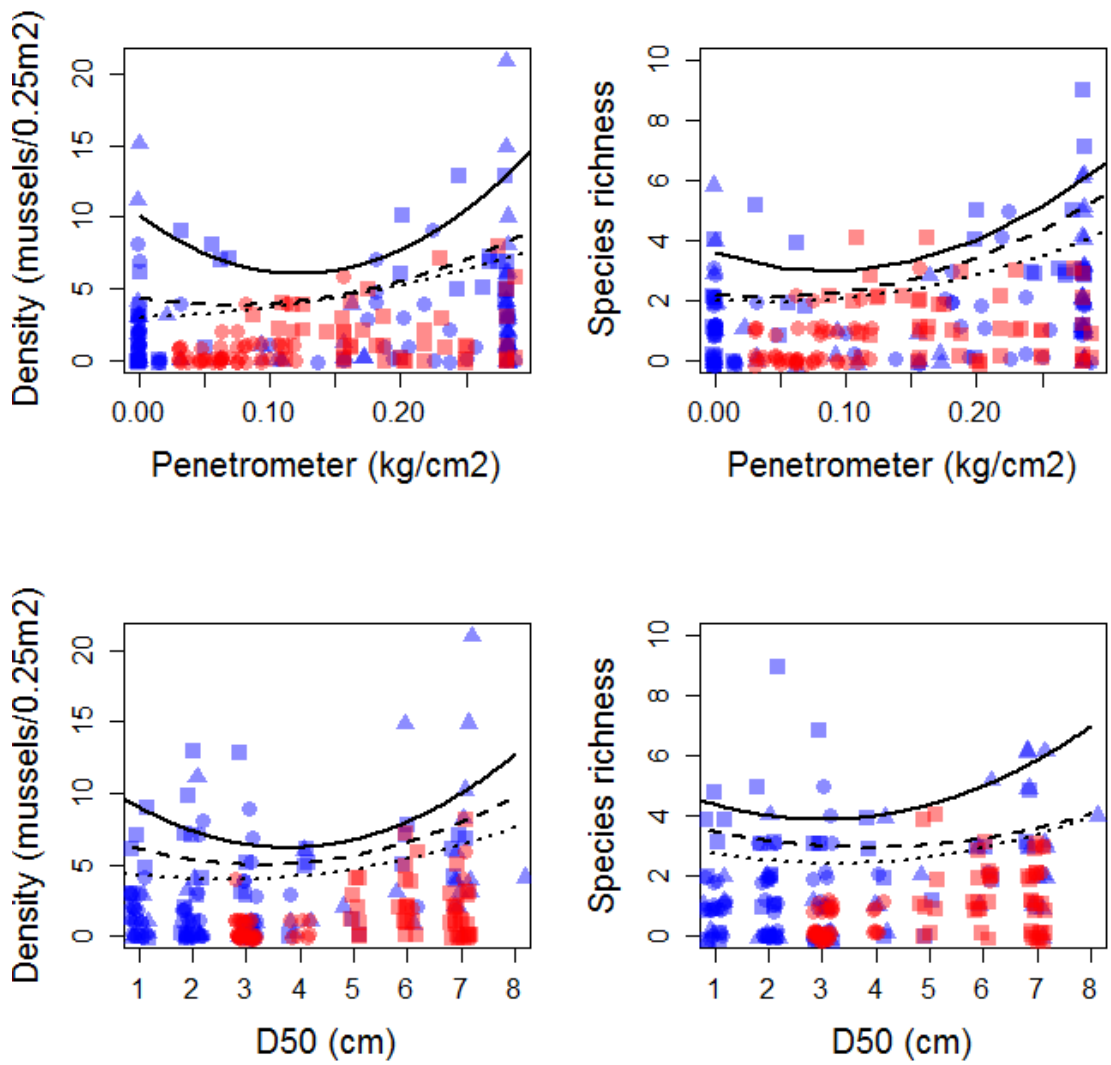 Density (mussels/0.25m2)
20
15
10
5
0
0.00
0.10
0.20
Penetrometer (kg/cm2)
Species richness
10
8
6
4
2
0
0.00
0.10
0.20
Penetrometer (kg/cm2)
Density (mussels/0.25m2)
20
15
10
5
0
1 2 3 4 5 6 7 8
D50 (cm)
Species richness
10
8
6
4
2
0
1 2 3 4 5 6 7 8
D50 (cm)